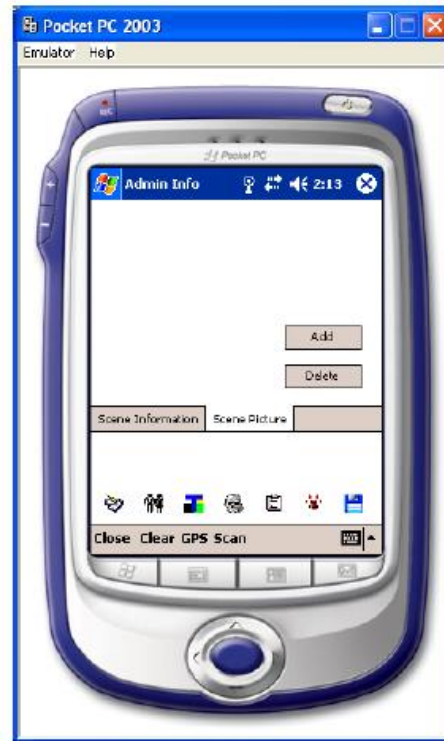 Pocket PC 2003
Emulator Help
Pocket PC
Admin Info 2:13
Add
Delete
Scene Information Scene Picture
Close Clear GPS Scan